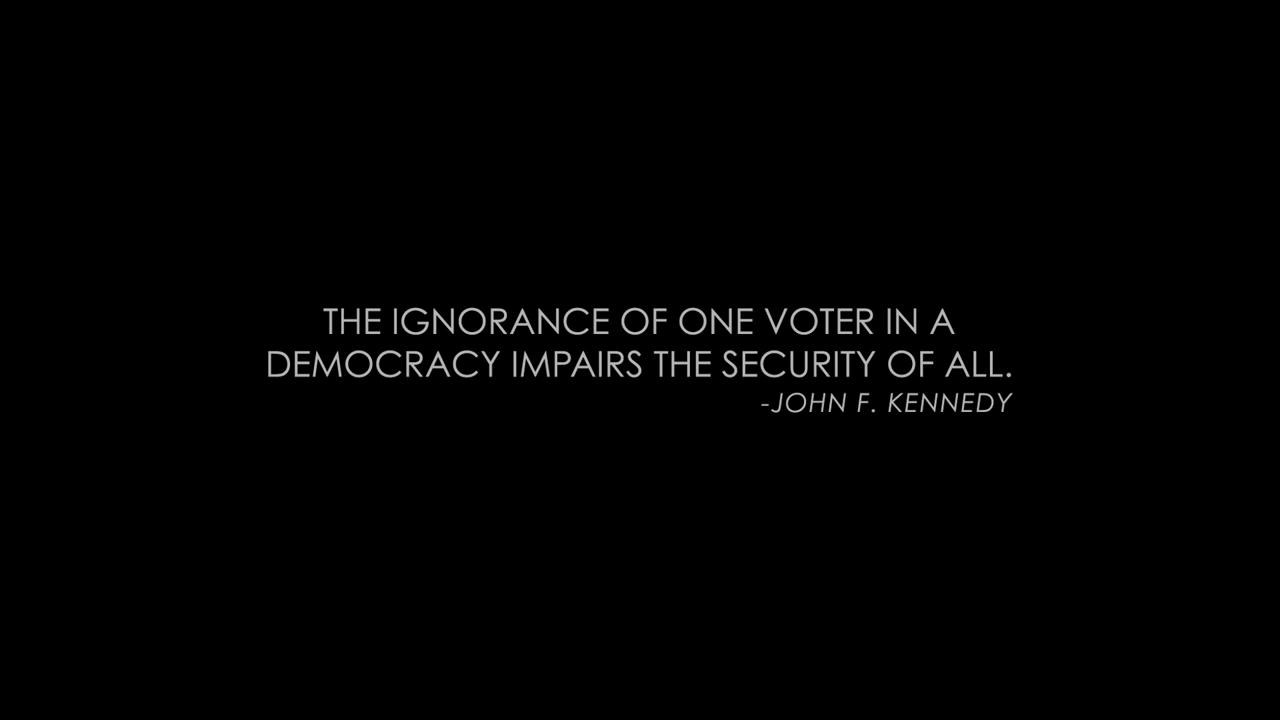 THE IGNORANCE OF ONE VOTER IN A
DEMOCRACY IMPAIRS THE SECURITY OF ALL.
-JOHN F. KENNEDY